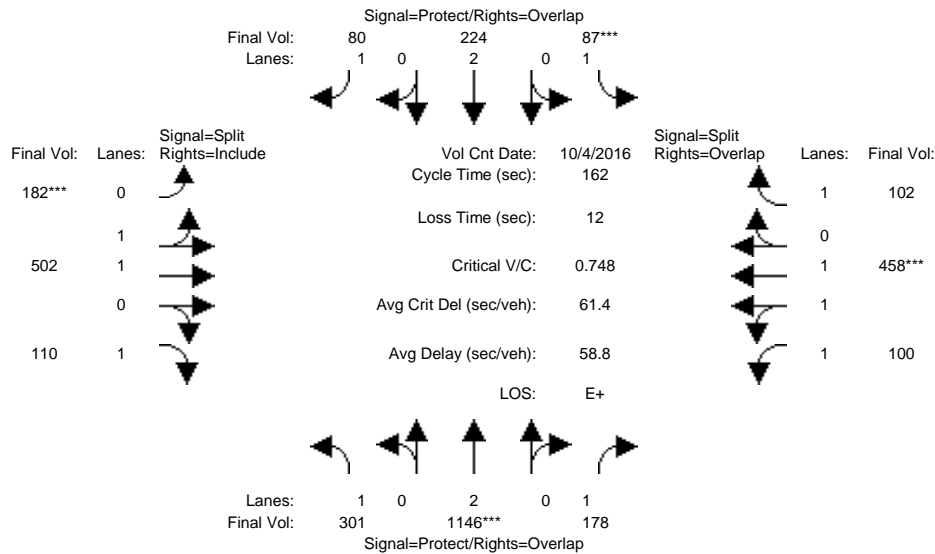 Signal=Protect/Rights=Overlap
Final Vol: 80 224 87***
Lanes: 1 0 2 0 1
Signal=Split
Final Vol: Lanes: Rights=Include
Vol Cnt Date: 10/4/2016
Signal=Split
Rights=Overlap Lanes: Final Vol:
Cycle Time (sec): 162
182*** 0
1 102
Loss Time (sec): 12
1
0
502 1
Critical V/C: 0.748
1 458***
0
Avg Crit Del (sec/veh): 61.4
1
110 1
Avg Delay (sec/veh): 58.8
1 100
LOS: E+
Lanes: 1 0 2 0 1
Final Vol: 301 1146*** 178
Signal=Protect/Rights=Overlap